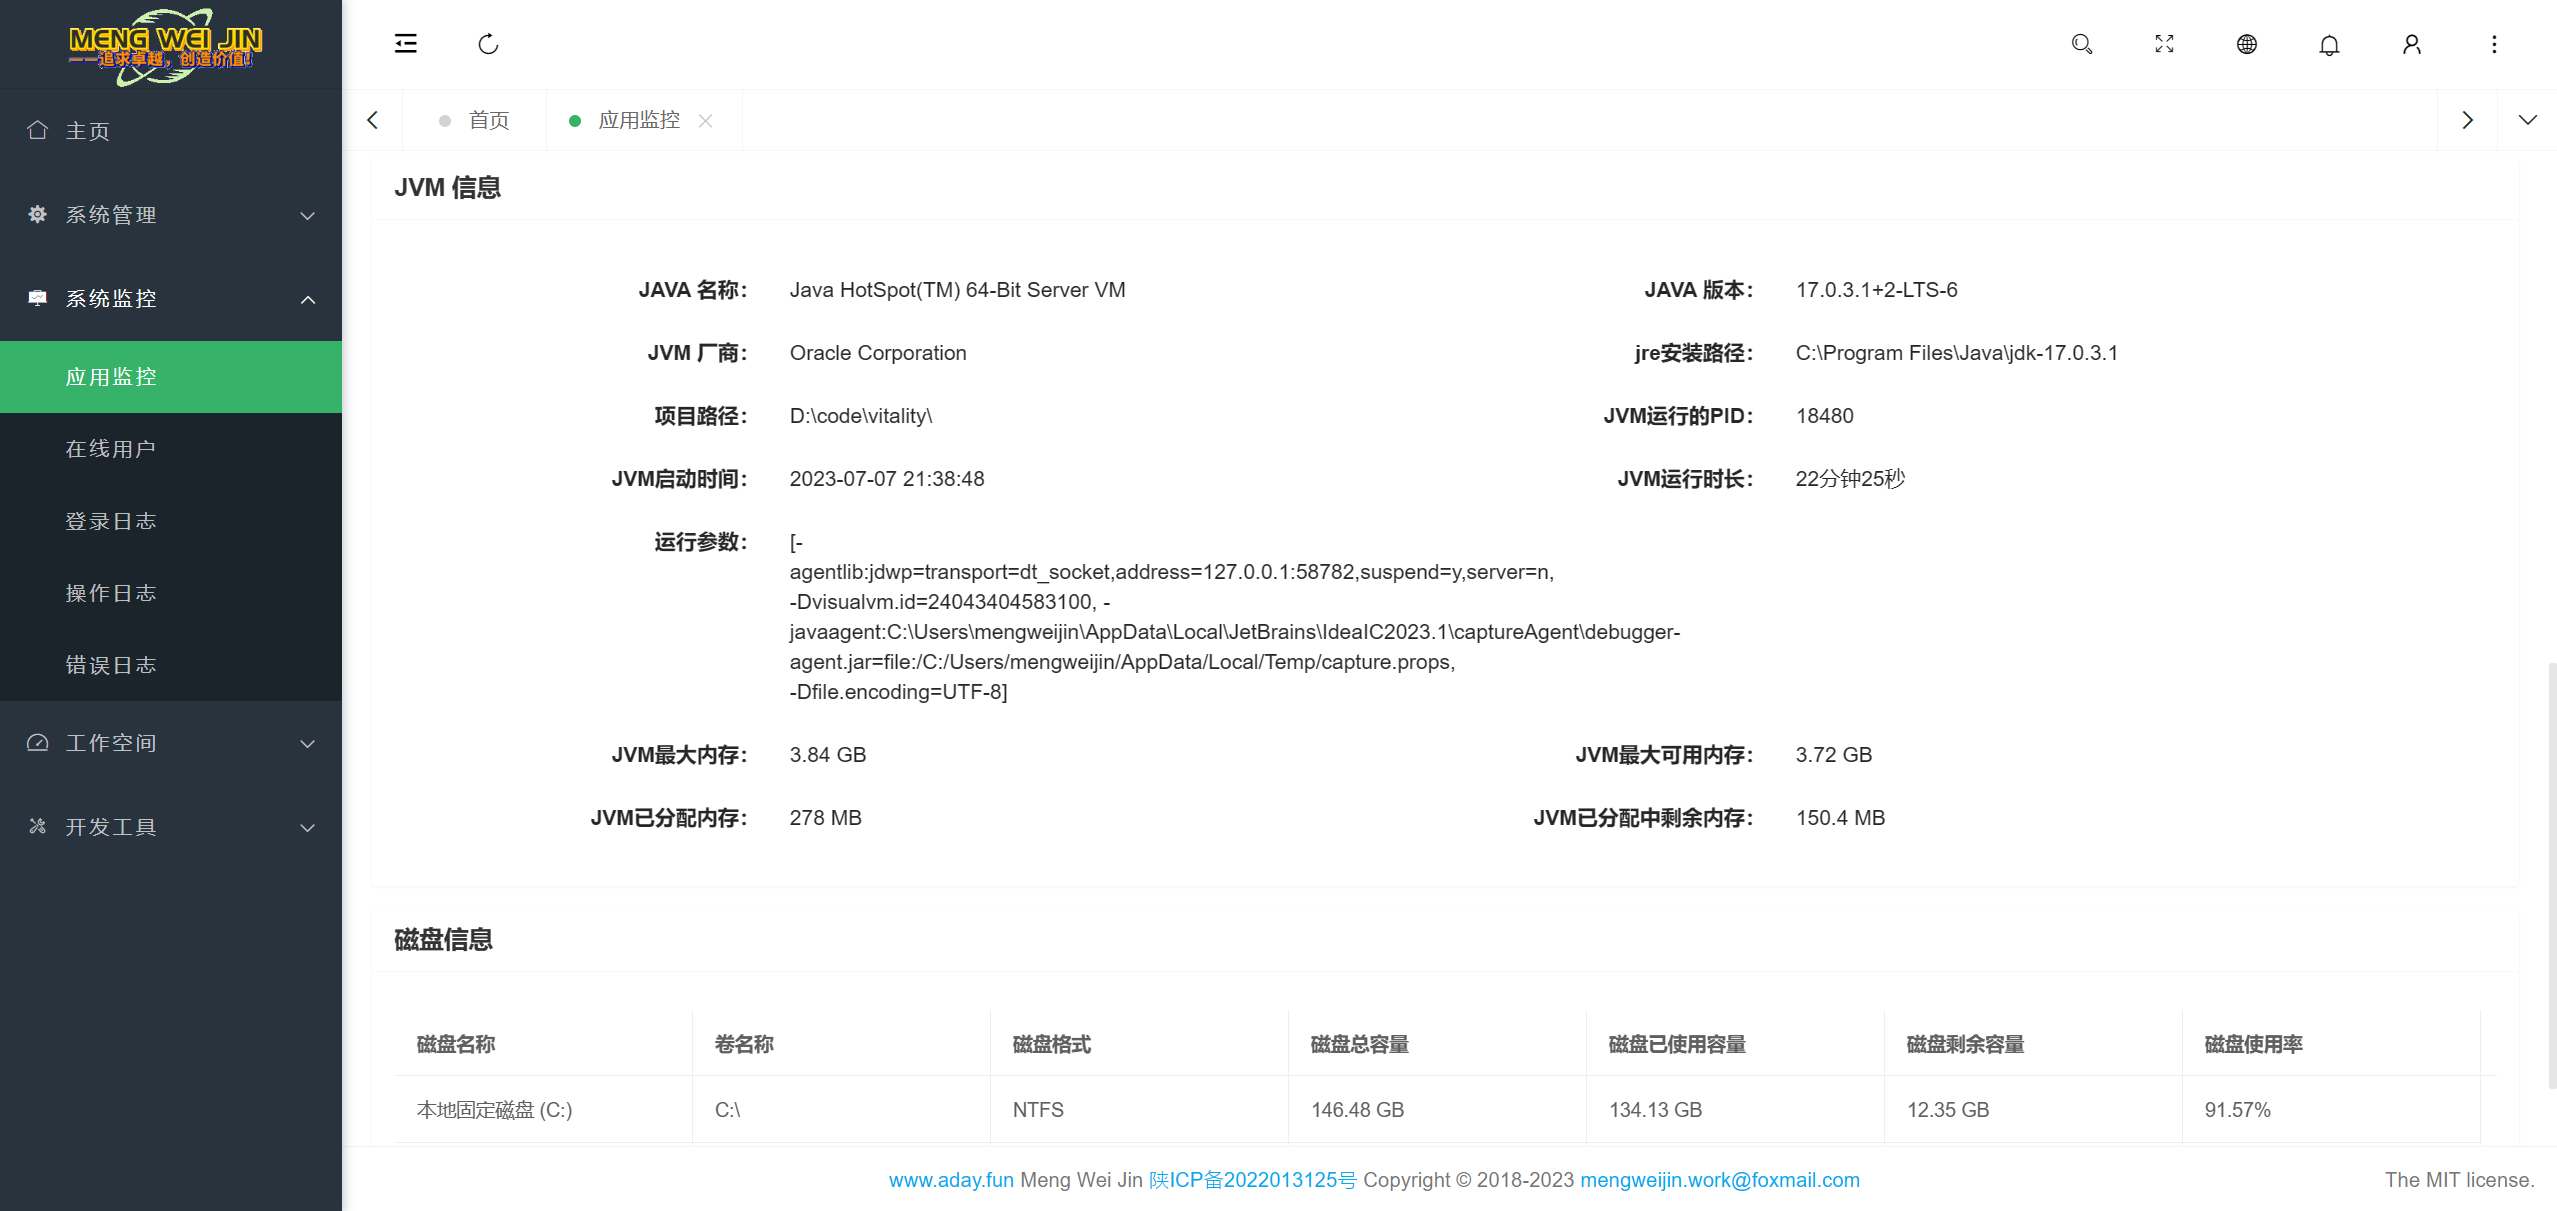 MENG WEI JIN
——追求卓越，创造价值!
主页
系统管理
系统监控
应用监控
在线用户
登录日志
操作日志
错误日志
工作空间
开发工具
首页
应用监控
JVM 信息
JAVA 名称： Java HotSpot(TM) 64-Bit Server VM JAVA 版本： 17.0.3.1+2-LTS-6
JVM 厂商： Oracle Corporation jre安装路径： C:\Program Files\Java\jdk-17.0.3.1
项目路径： D:\code\vitality\ JVM运行的PID： 18480
JVM启动时间： 2023-07-07 21:38:48 JVM运行时长： 22分钟25秒
运行参数： [-
agentlib:jdwp=transport=dt_socket,address=127.0.0.1:58782,suspend=y,server=n,
-Dvisualvm.id=24043404583100, -
javaagent:C:\Users\mengweijin\AppData\Local\JetBrains\IdeaIC2023.1\captureAgent\debugger-
agent.jar=file:/C:/Users/mengweijin/AppData/Local/Temp/capture.props,
-Dfile.encoding=UTF-8]
JVM最大内存： 3.84 GB JVM最大可用内存： 3.72 GB
JVM已分配内存： 278 MB JVM已分配中剩余内存： 150.4 MB
磁盘信息
磁盘名称 卷名称 磁盘格式 磁盘总容量 磁盘已使用容量 磁盘剩余容量 磁盘使用率
本地固定磁盘 (C:) C:\ NTFS 146.48 GB 134.13 GB 12.35 GB 91.57%
www.aday.fun Meng Wei Jin 陕ICP备2022013125号 Copyright © 2018-2023 mengweijin.work@foxmail.com
The MIT license.